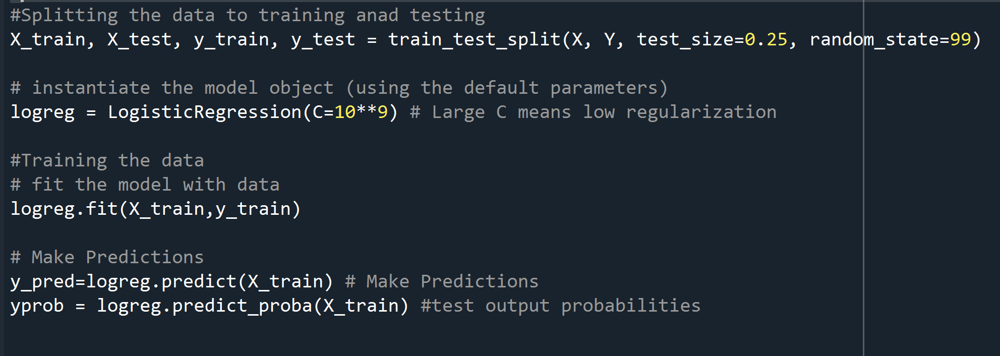 #Splitting the data to training anad testing
X_train, X_test, y_train, y_test = train_test_split(X, Y, test_size=0.25, random_state=99)
# instantiate the model object (using the default parameters)
logreg = LogisticRegression(C=10**9) # Large C means low regularization
#Training the data
# fit the model with data
logreg.fit(X_train,y_train)
# Make Predictions
y_pred=logreg.predict(X_train) # Make Predictions
yprob = logreg.predict_proba(X_train) #test output probabilities